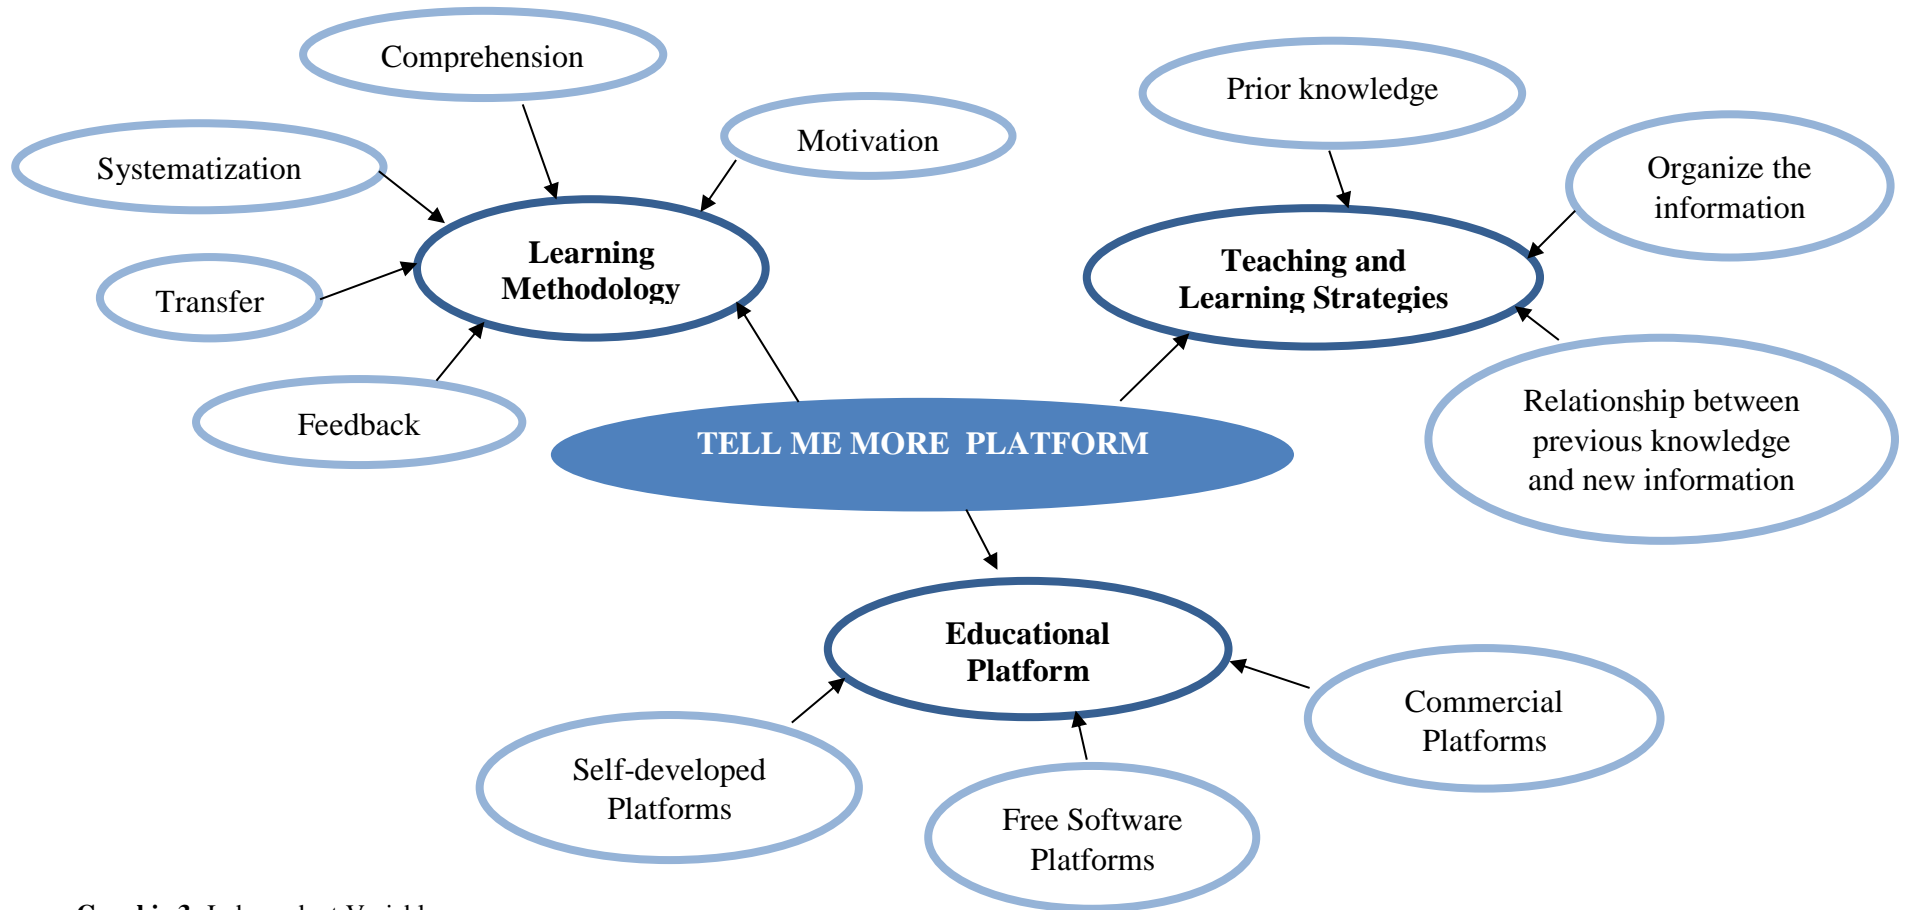 Comprehension
Motivation
Systematization
Transfer
Feedback
Learning
Methodology
Prior knowledge
Organize the
information
Teaching and
Learning Strategies
Relationship between
previous knowledge
and new information
TELL ME MORE PLATFORM
Educational
Platform
Self-developed
Platforms
Free Software
Platforms
Commercial
Platforms